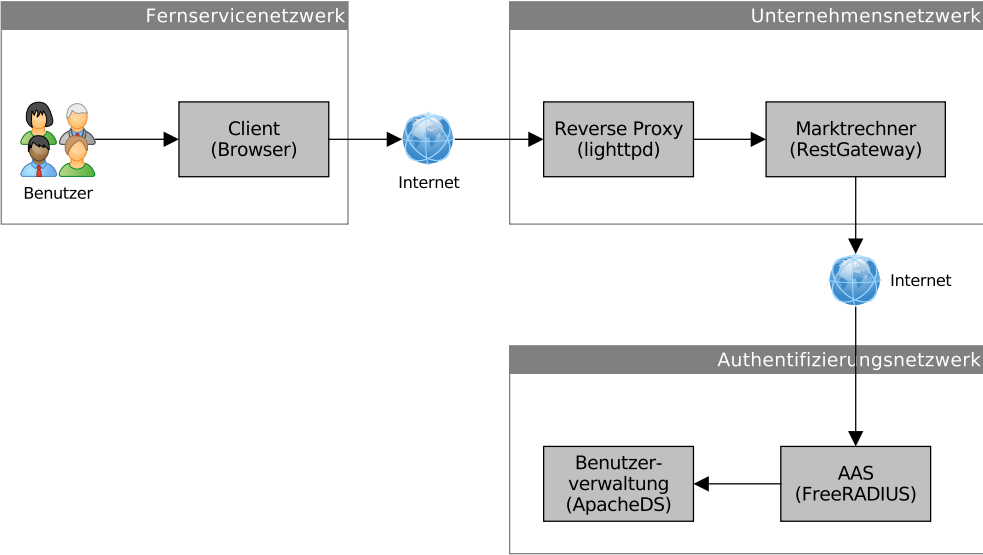 Fernservicenetzwerk
Unternehmensnetzwerk
Client
(Browser)
Reverse Proxy
(lighttpd)
Marktrechner
(RestGateway)
Benutzer
Internet
Internet
Authentifizierungsnetzwerk
Benutzer-
verwaltung
(ApacheDS)
AAS
(FreeRADIUS)